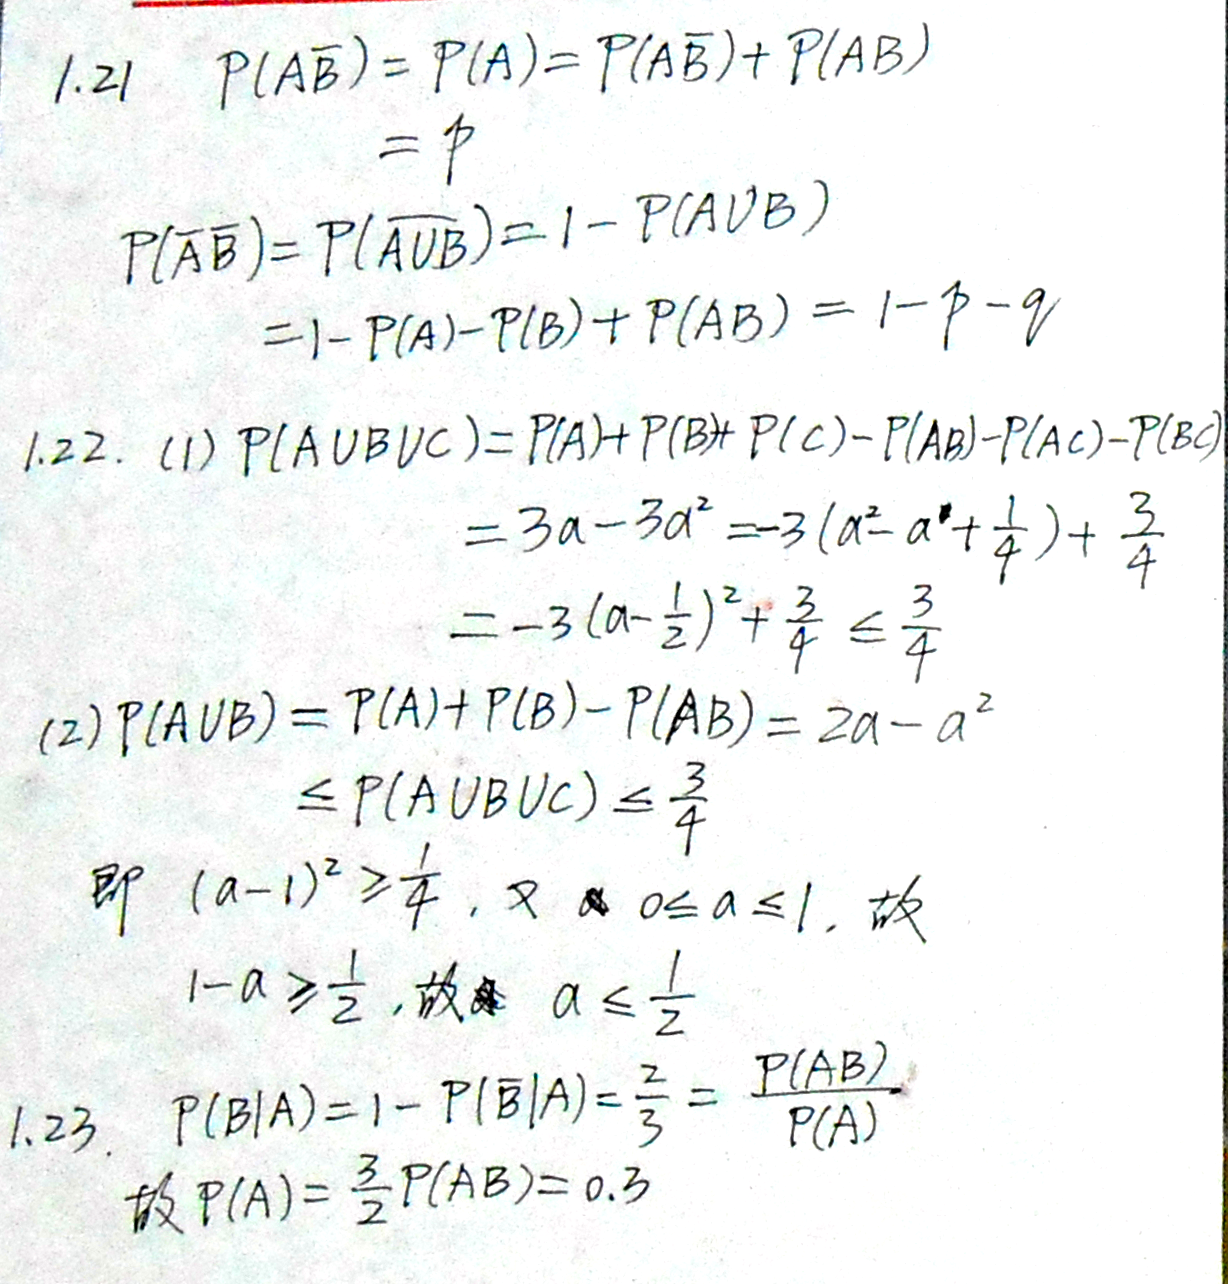 1.21 P(AB̅) = P(A) = P(AB̅) + P(AB)
= p
P(A̅ B̅) = P(\overline{A∪B}) = 1 - P(A∪B)
= 1 - P(A) - P(B) + P(AB) = 1 - p - q
1.22. (1) P(A∪B∪C) = P(A) + P(B) + P(C) - P(AB) - P(AC) - P(BC)
= 3a - 3a² = -3(a² - a + 1/4) + 3/4
= -3(a - 1/2)² + 3/4 ≤ 3/4
(2) P(A∪B) = P(A) + P(B) - P(AB) = 2a - a²
≤ P(A∪B∪C) ≤ 3/4
即 (a-1)² ≥ 1/4, 又 0 ≤ a ≤ 1, 故
1-a ≥ 1/2, 故 a ≤ 1/2
1.23. P(B|A) = 1 - P(B̅|A) = 2/3 = P(AB)/P(A)
故 P(A) = 3/2 P(AB) = 0.3